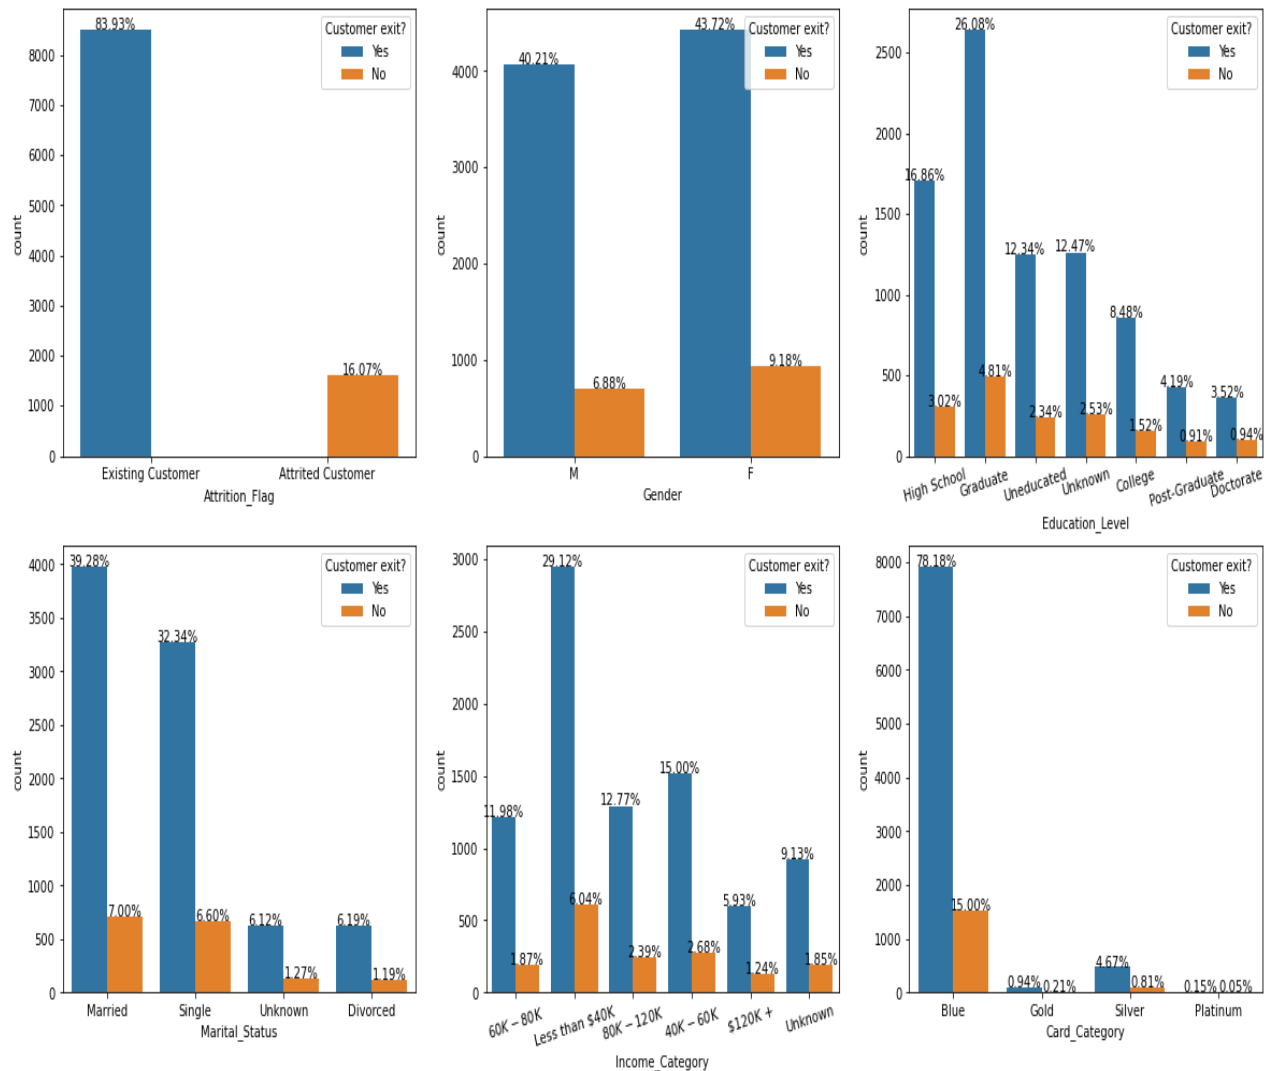 83.93%
Customer exit?
Yes
No
16.07%
8000
7000
6000
5000
4000
3000
2000
1000
0
count
Existing Customer
Attrited Customer
Attrition_Flag
40.21%
43.72%
Customer exit?
Yes
No
6.88%
9.18%
4000
3000
2000
1000
0
count
M
F
Gender
26.08%
Customer exit?
Yes
No
16.86%
12.34%
12.47%
8.48%
4.19%
3.52%
3.02%
4.81%
2.34%
2.53%
1.52%
0.91%
0.94%
2500
2000
1500
1000
500
0
count
High School
Graduate
Uneducated
Unknown
College
Post-Graduate
Doctorate
Education_Level
39.28%
Customer exit?
Yes
No
32.34%
7.00%
6.60%
6.12%
1.27%
6.19%
1.19%
4000
3500
3000
2500
2000
1500
1000
500
0
count
Married
Single
Unknown
Divorced
Marital_Status
29.12%
Customer exit?
Yes
No
11.98%
12.77%
15.00%
5.93%
9.13%
1.87%
6.04%
2.39%
2.68%
1.24%
1.85%
3000
2500
2000
1500
1000
500
0
count
60K − 80K
Less than $40K
80K − 120K
40K − 60K
$120K +
Unknown
Income_Category
78.18%
Customer exit?
Yes
No
15.00%
0.94%
0.21%
4.67%
0.81%
0.15%
0.05%
8000
7000
6000
5000
4000
3000
2000
1000
0
count
Blue
Gold
Silver
Platinum
Card_Category